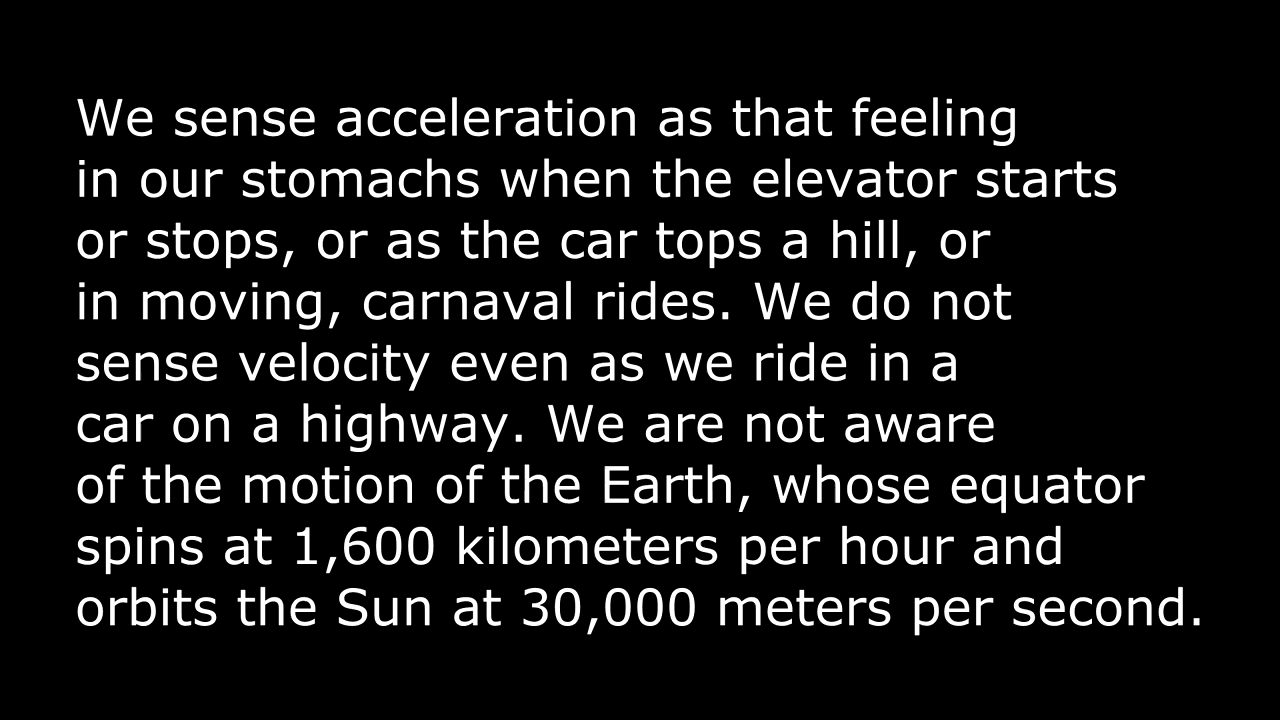 We sense acceleration as that feeling
in our stomachs when the elevator starts
or stops, or as the car tops a hill, or
in moving, carnaval rides. We do not
sense velocity even as we ride in a
car on a highway. We are not aware
of the motion of the Earth, whose equator
spins at 1,600 kilometers per hour and
orbits the Sun at 30,000 meters per second.